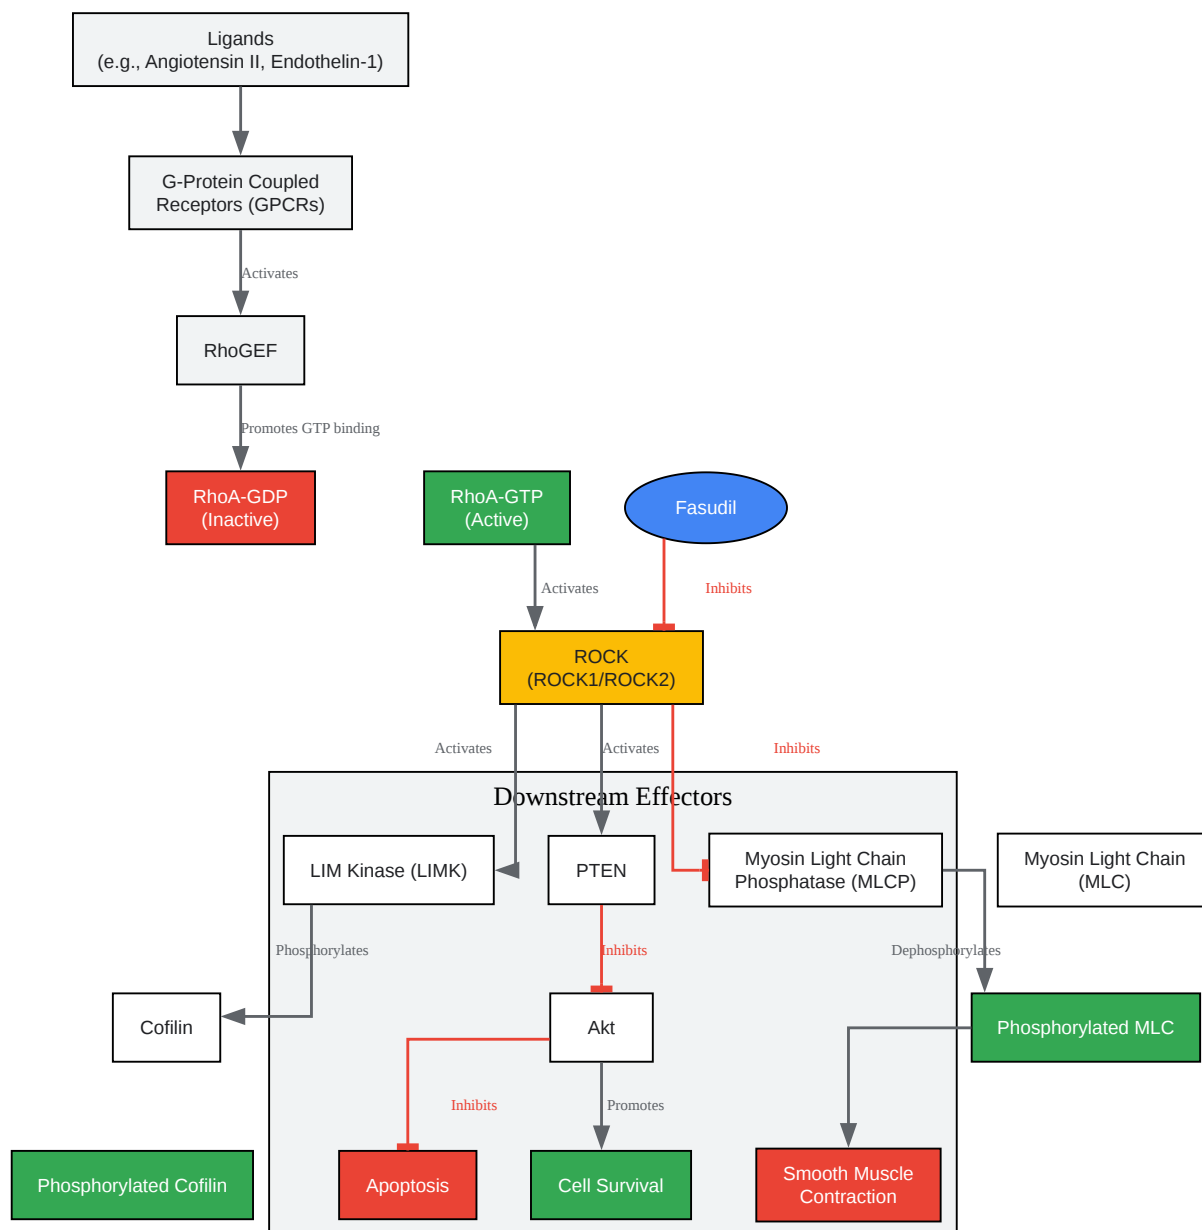 Ligands
(e.g., Angiotensin II, Endothelin-1)
G-Protein Coupled
Receptors (GPCRs)
Activates
RhoGEF
Promotes GTP binding
RhoA-GDP
(Inactive)
RhoA-GTP
(Active)
Fasudil
Activates
Inhibits
ROCK
(ROCK1/ROCK2)
Activates
Activates
Inhibits
Downstream Effectors
LIM Kinase (LIMK)
PTEN
Myosin Light Chain
Phosphatase (MLCP)
Myosin Light Chain
(MLC)
Phosphorylates
Inhibits
Dephosphorylates
Cofilin
Akt
Phosphorylated MLC
Inhibits
Promotes
Phosphorylated Cofilin
Apoptosis
Cell Survival
Smooth Muscle
Contraction